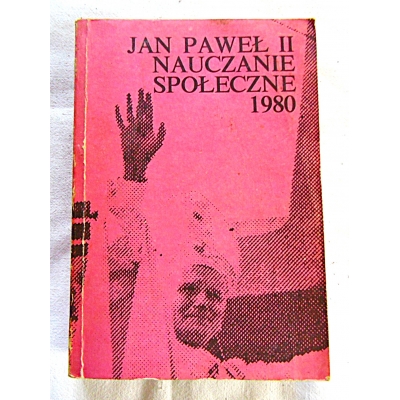 JAN PAWEŁ II
NAUCZANIE
SPOŁECZNE
1980